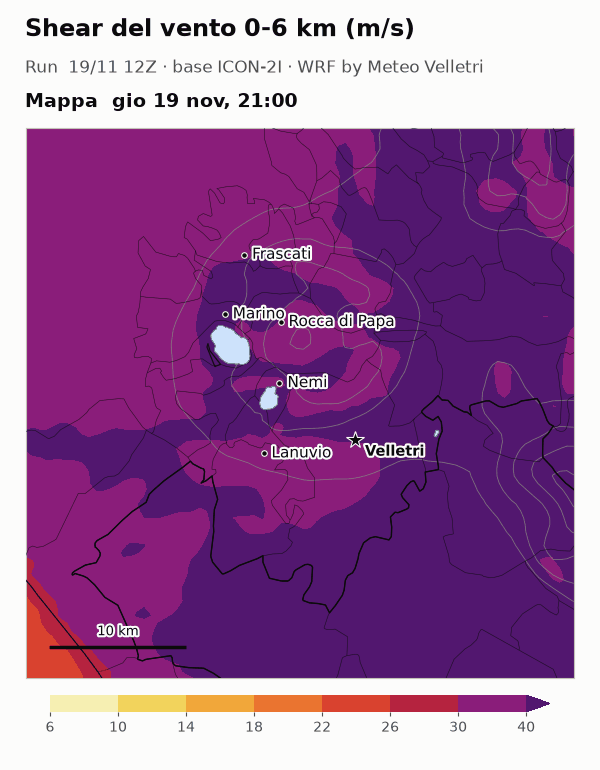 Shear del vento 0-6 km (m/s)
Run  19/11 12Z · base ICON-2I · WRF by Meteo Velletri
Mappa  gio 19 nov, 21:00
Frascati
Marino
Rocca di Papa
Nemi
Velletri
Lanuvio
10 km
6 10 14 18 22 26 30 40